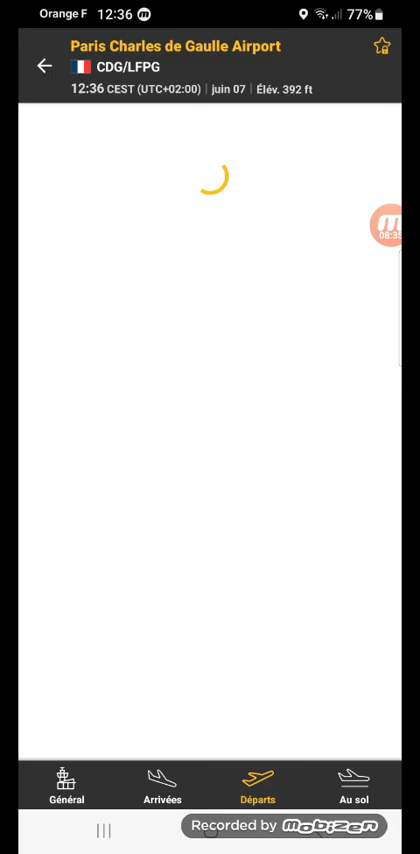 Orange F 12:36 77%
Paris Charles de Gaulle Airport
CDG/LFPG
12:36 CEST (UTC+02:00) | juin 07 | Élév. 392 ft
08:35
Général Arrivées Départs Au sol
Recorded by mobizen